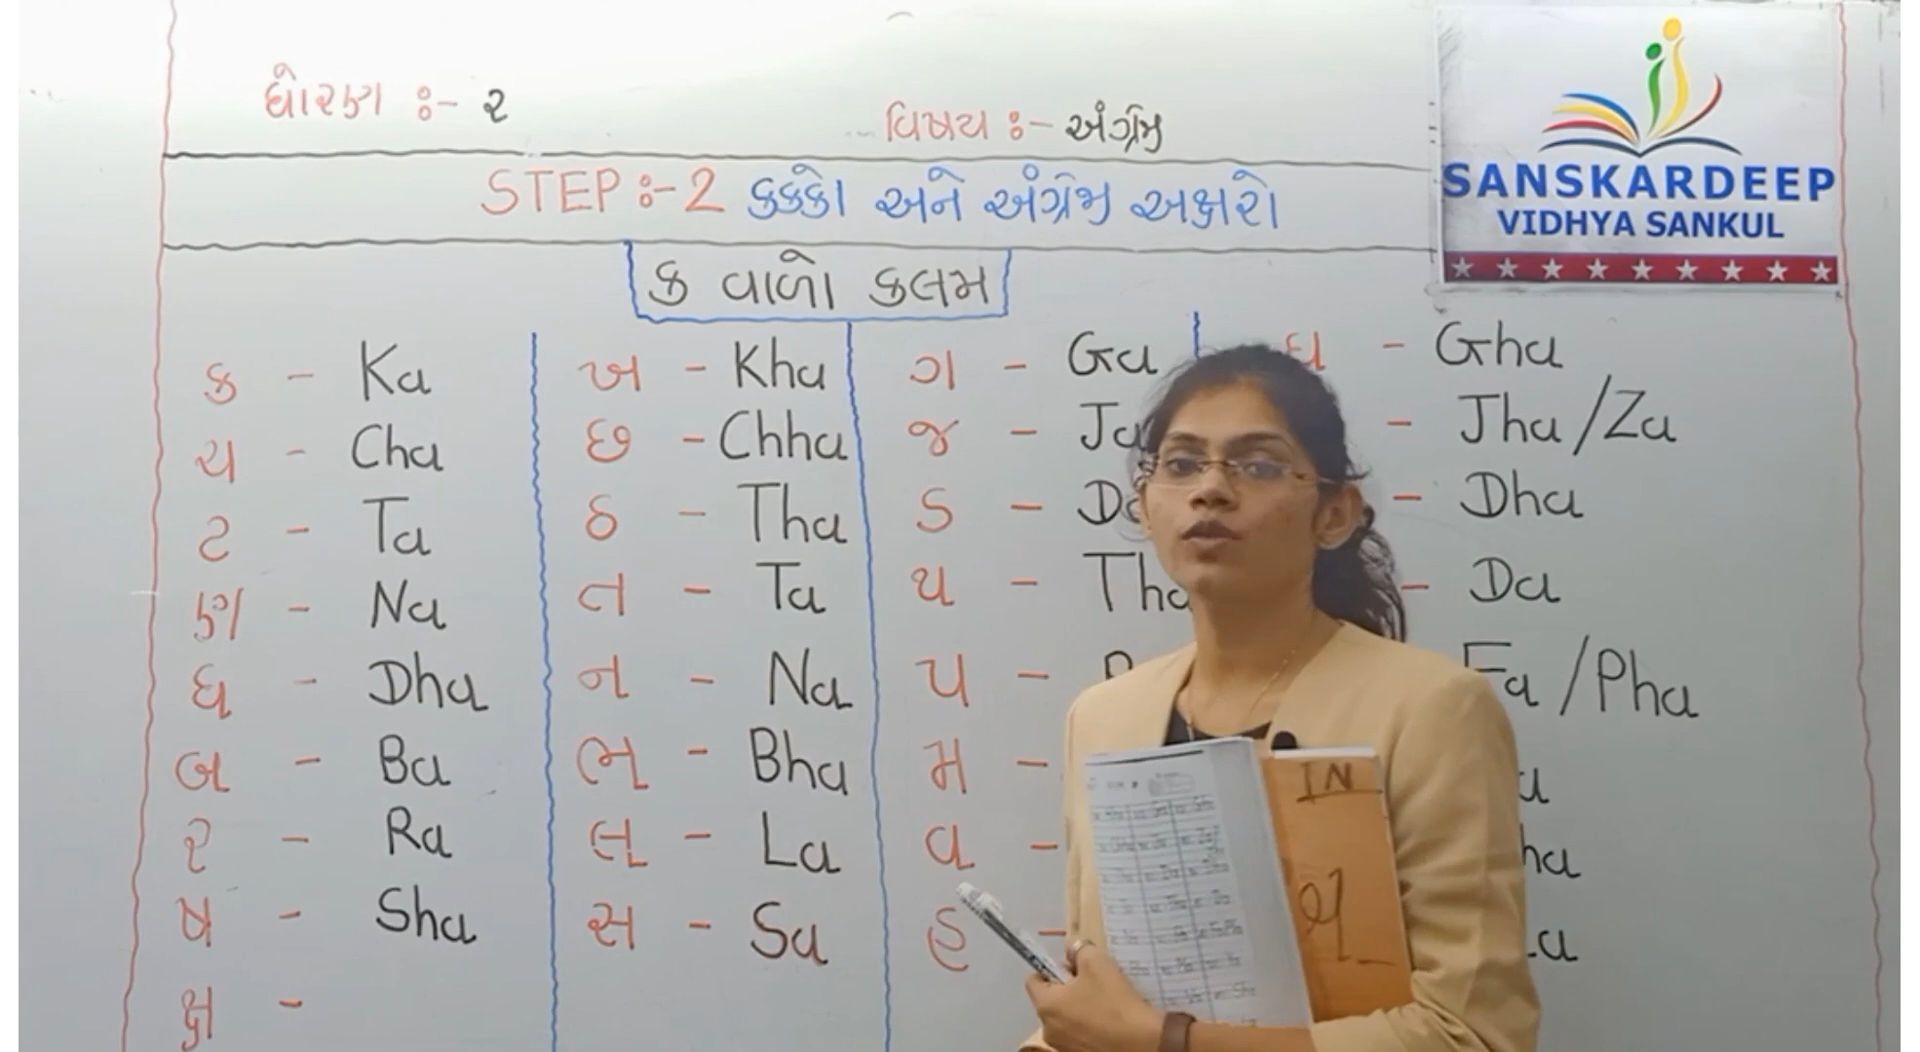 ધોરણ :- ૨ વિષય :- અંગ્રેજી
SANSKARDEEP
VIDHYA SANKUL
STEP :- 2 કક્કો અને અંગ્રેજી અક્ષરો
ક વાળો કલમ
ક - Ka ખ - Kha ગ - Ga ઘ - Gha
ચ - Cha છ - Chha જ - Ja - Jha/Za
ટ - Ta ઠ - Tha ડ - Da - Dha
ણ - Na ત - Ta થ - Tha - Da
ધ - Dha ન - Na પ - Fa/Pha
બ - Ba ભ - Bha મ -
ર - Ra લ - La વ -
ષ - Sha સ - Sa હ -
ક્ષ -
IN